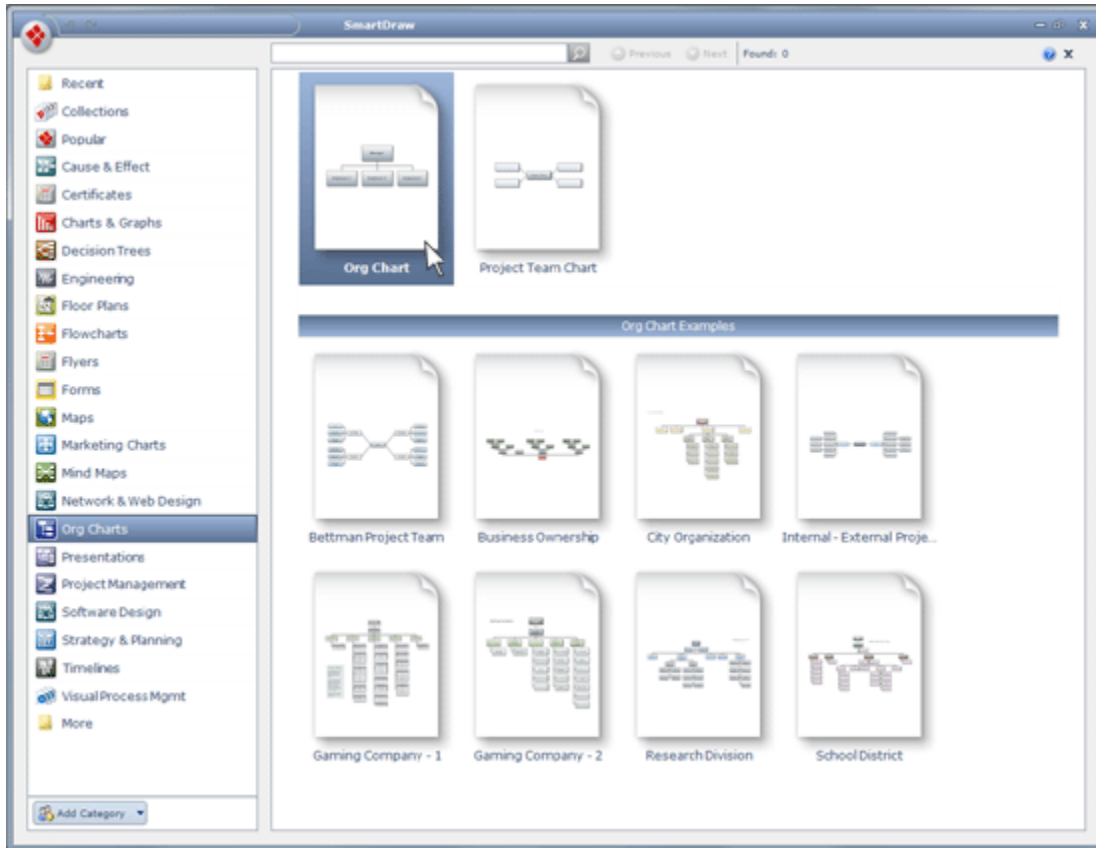 SmartDraw
Previous Next Found: 0
Recent
Collections
Popular
Cause & Effect
Certificates
Charts & Graphs
Decision Trees
Engineering
Floor Plans
Flowcharts
Flyers
Forms
Maps
Marketing Charts
Mind Maps
Network & Web Design
Org Charts
Presentations
Project Management
Software Design
Strategy & Planning
Timelines
Visual Process Mgmt
More
Add Category
Org Chart Project Team Chart
Org Chart Examples
Bettman Project Team Business Ownership City Organization Internal - External Proje...
Gaming Company - 1 Gaming Company - 2 Research Division School District